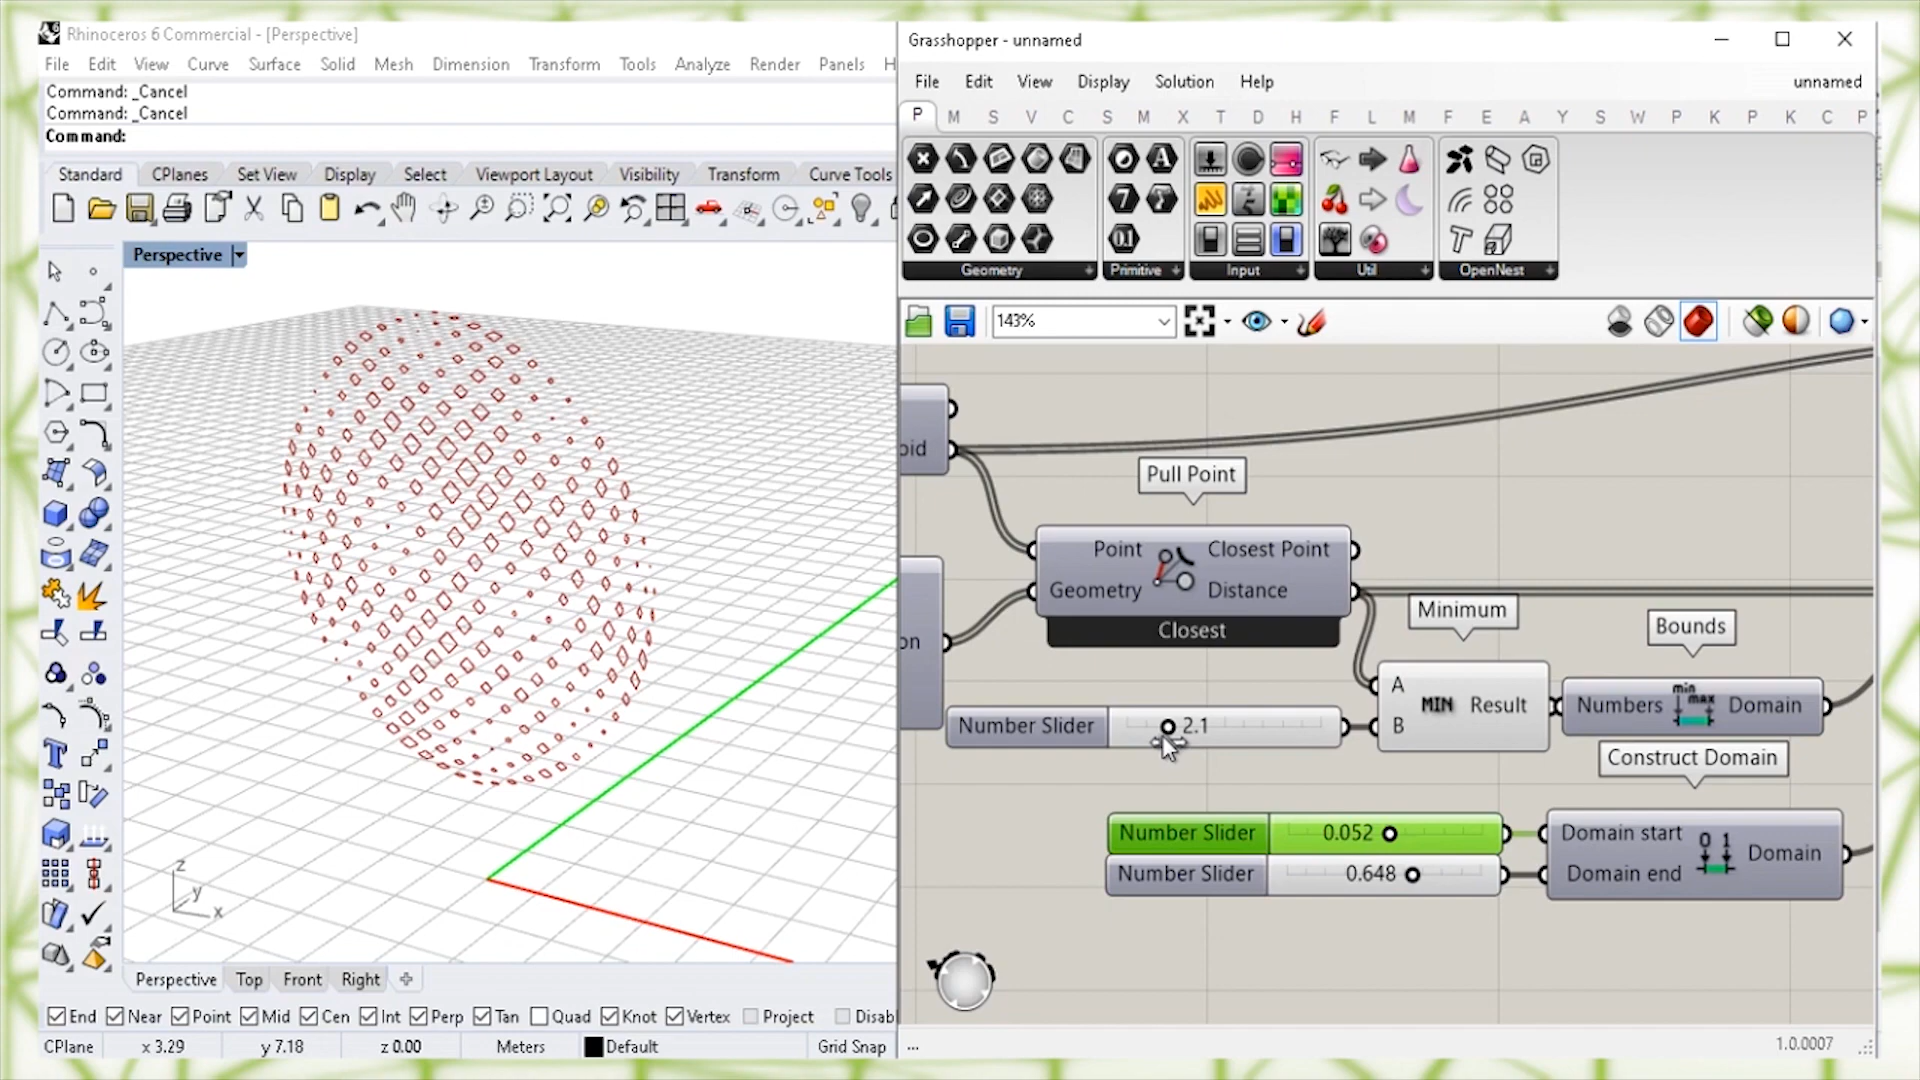 Rhinoceros 6 Commercial - [Perspective]
File Edit View Curve Surface Solid Mesh Dimension Transform Tools Analyze Render Panels H
Command: _Cancel
Command: _Cancel
Command:
Standard CPlanes Set View Display Select Viewport Layout Visibility Transform Curve Tools
Perspective
z
y
x
Perspective Top Front Right
End Near Point Mid Cen Int Perp Tan Quad Knot Vertex Project Disab
CPlane x 3.29 y 7.18 z 0.00 Meters Default Grid Snap
Grasshopper - unnamed
File Edit View Display Solution Help unnamed
P M S V C S M X T D H F L M F E A Y S W P K P K C P
Geometry Primitive Input Util OpenNest
143%
oid
Pull Point
Point Closest Point
Geometry Distance
Closest
on
Minimum
Bounds
A
MIN Result
B
Numbers min max Domain
Number Slider 2.1
Construct Domain
Number Slider 0.052
Number Slider 0.648
Domain start
0 1 Domain
Domain end
... 1.0.0007